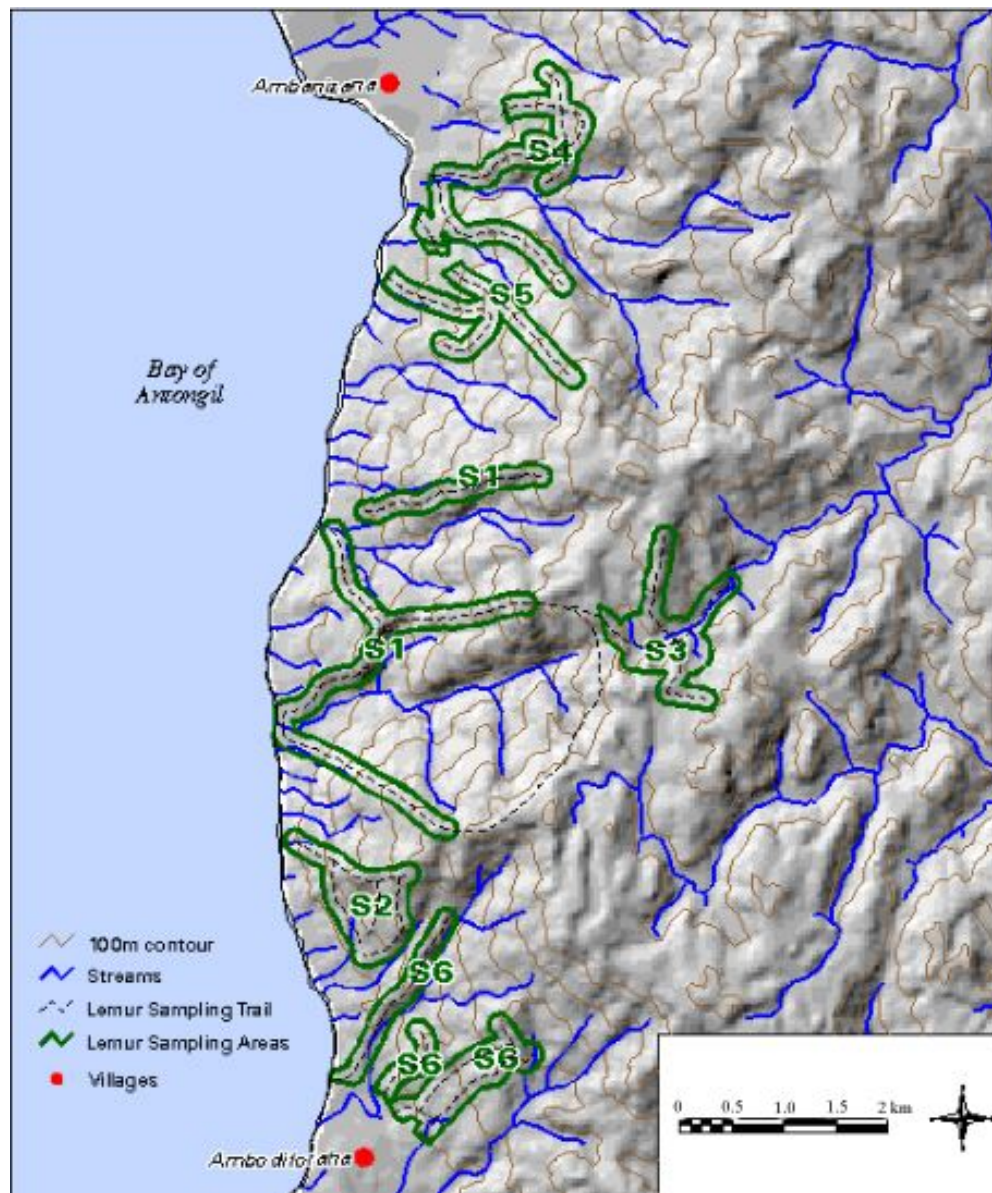 Ambanizana
S4
S5
Bay of
Antongil
S1
S1
S3
S2
S6
S6
S6
100m contour
Streams
Lemur Sampling Trail
Lemur Sampling Areas
Villages
0 0.5 1.0 1.5 2 km
Ambodiforaha